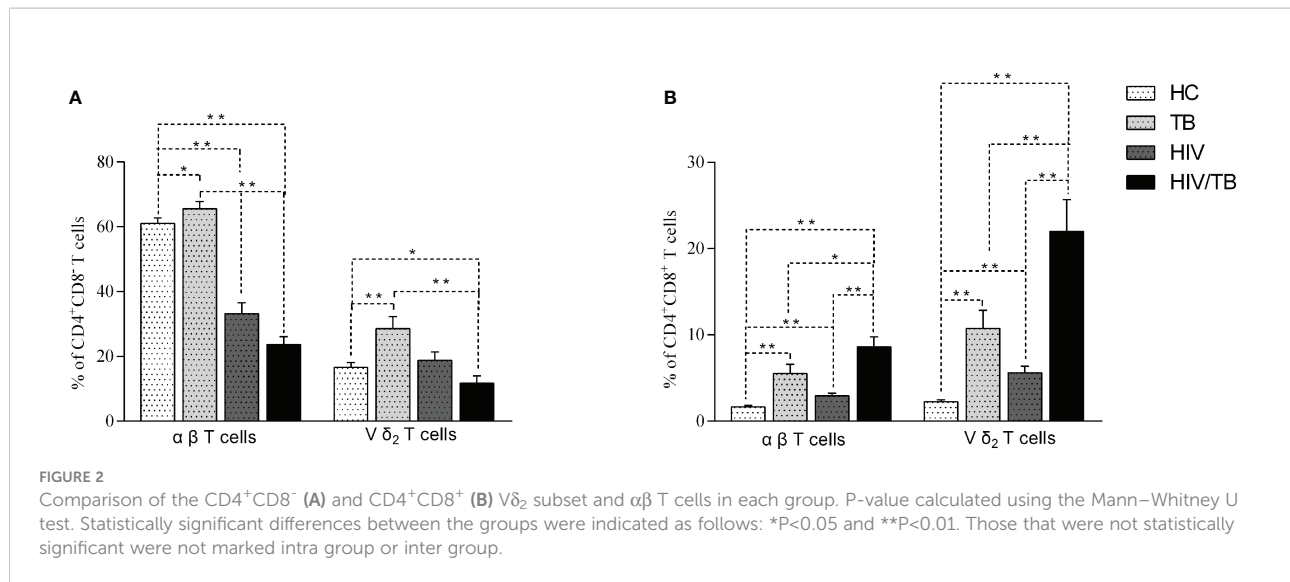 A
% of CD4⁺CD8⁻T cells
80
60
40
20
0
**
**
*
**
*
**
**
α β T cells
V δ₂ T cells
B
% of CD4⁺CD8⁺ T cells
30
20
10
0
**
*
**
**
**
**
**
**
**
**
α β T cells
V δ₂ T cells
HC
TB
HIV
HIV/TB
FIGURE 2
Comparison of the CD4⁺CD8⁻ (A) and CD4⁺CD8⁺ (B) Vδ₂ subset and αβ T cells in each group. P-value calculated using the Mann–Whitney U
test. Statistically significant differences between the groups were indicated as follows: *P<0.05 and **P<0.01. Those that were not statistically
significant were not marked intra group or inter group.